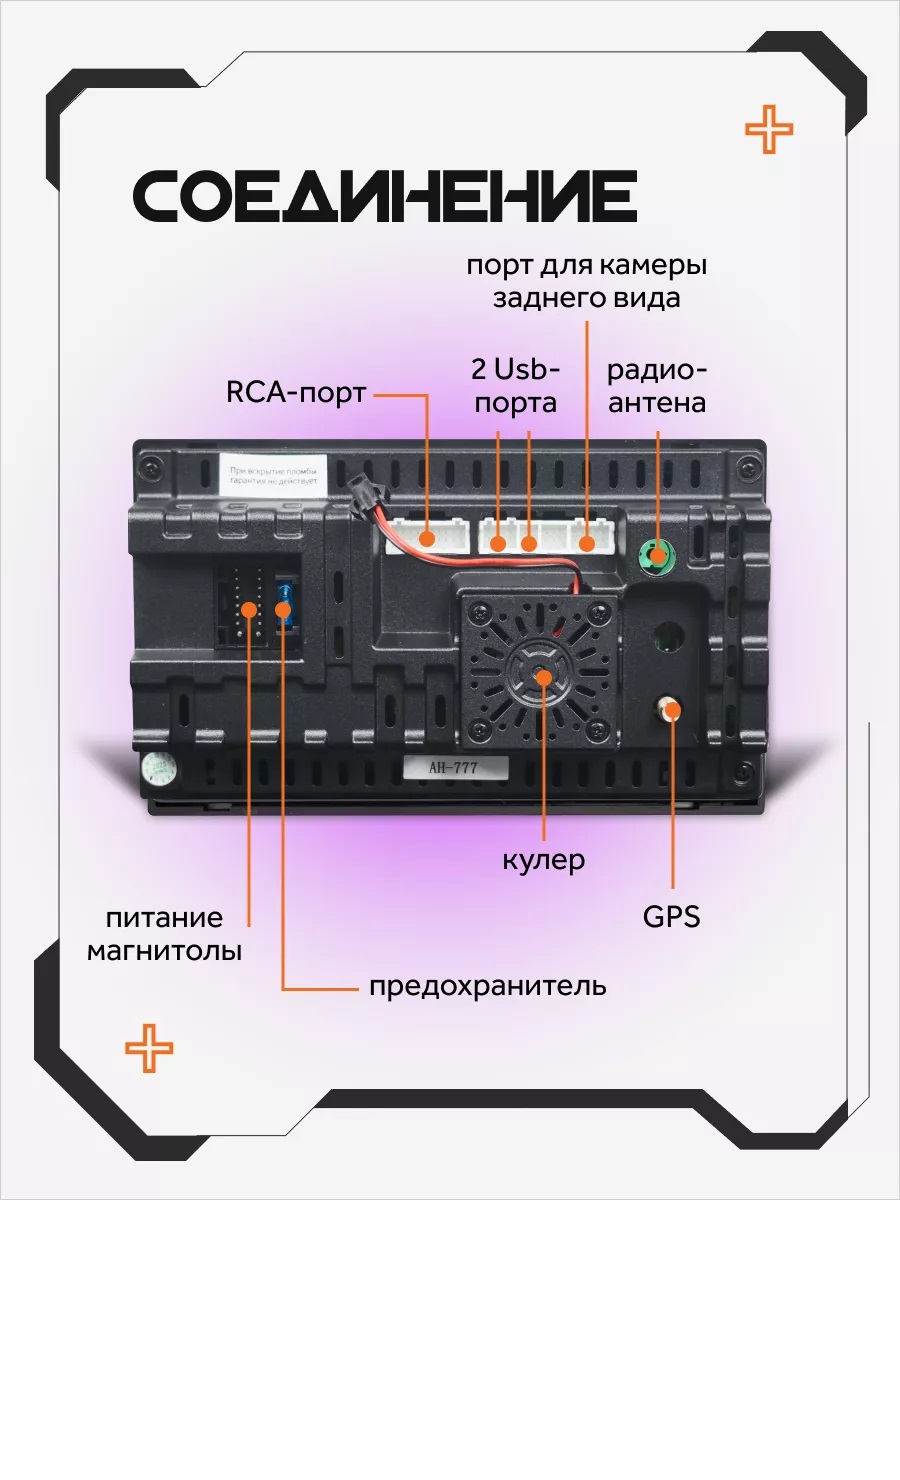 СОЕДИНЕНИЕ
порт для камеры
заднего вида
RCA-порт
2 Usb-
порта
радио-
антена
При вскрытие пломбы
гарантия не действует
AH-777
кулер
GPS
питание
магнитолы
предохранитель